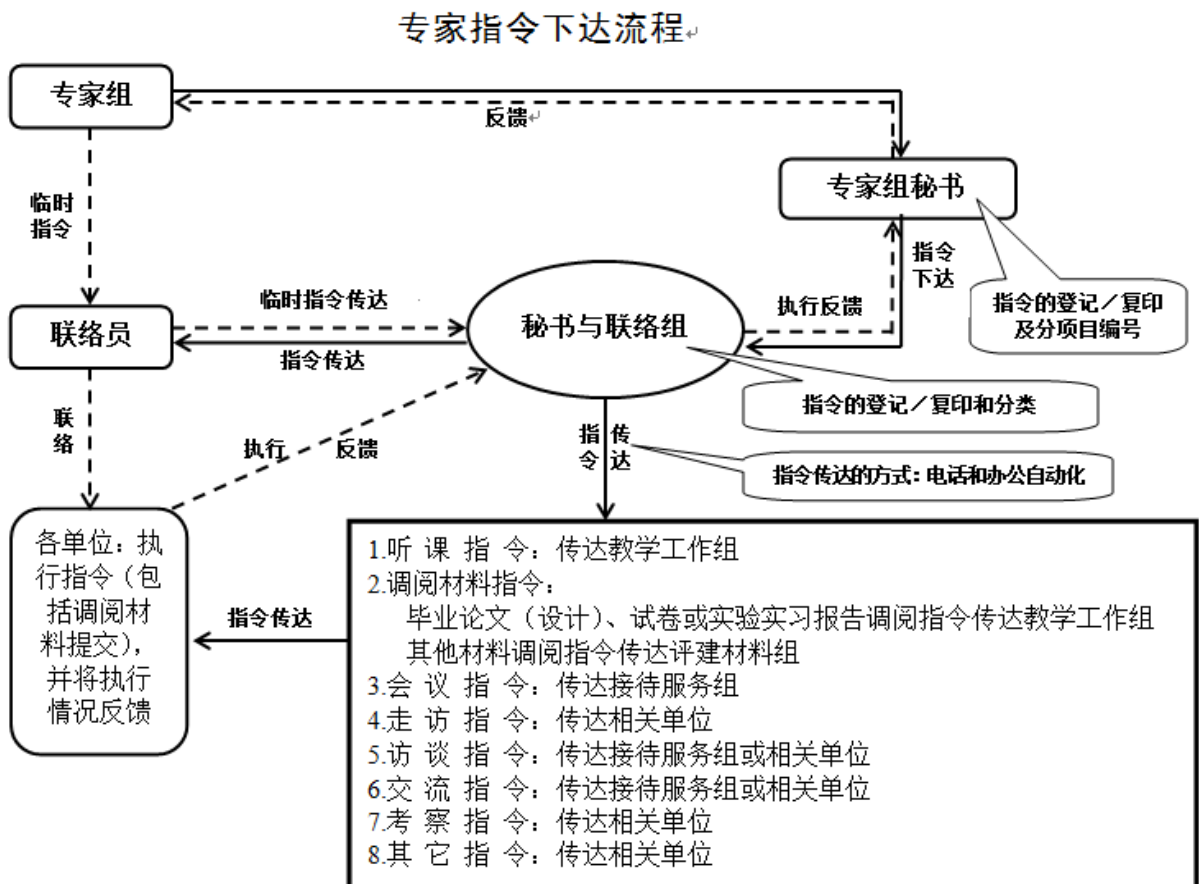 专家指令下达流程
专家组
反馈
专家组秘书
临时
指令
指令
下达
指令的登记／复印
及分项目编号
联络员
临时指令传达
指令传达
秘书与联络组
执行反馈
指令的登记／复印和分类
联
络
执行
反馈
指 传
令 达
指令传达的方式：电话和办公自动化
各单位：执
行指令（包
括调阅材
料提交），
并将执行
情况反馈
指令传达
1.听 课 指 令：传达教学工作组
2.调阅材料指令：
毕业论文（设计）、试卷或实验实习报告调阅指令传达教学工作组
其他材料调阅指令传达评建材料组
3.会 议 指 令：传达接待服务组
4.走 访 指 令：传达相关单位
5.访 谈 指 令：传达接待服务组或相关单位
6.交 流 指 令：传达接待服务组或相关单位
7.考 察 指 令：传达相关单位
8.其 它 指 令：传达相关单位